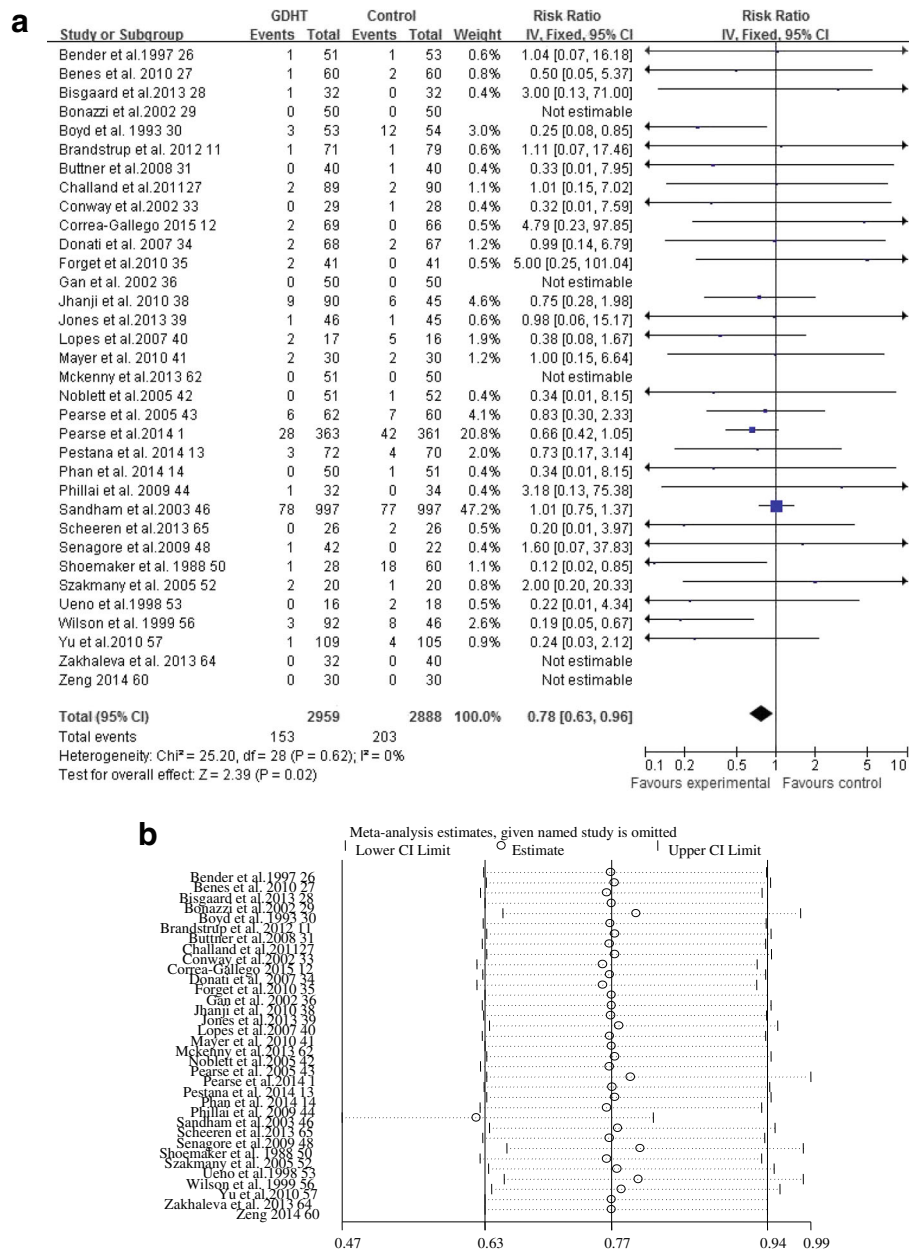 a
GDHT Control Risk Ratio Risk Ratio
Study or Subgroup Events Total Events Total Weight IV, Fixed, 95% CI IV, Fixed, 95% CI
Bender et al.1997 26 1 51 1 53 0.6% 1.04 [0.07, 16.18]
Benes et al. 2010 27 1 60 2 60 0.8% 0.50 [0.05, 5.37]
Bisgaard et al.2013 28 1 32 0 32 0.4% 3.00 [0.13, 71.00]
Bonazzi et al.2002 29 0 50 0 50 Not estimable
Boyd et al. 1993 30 3 53 12 54 3.0% 0.25 [0.08, 0.85]
Brandstrup et al. 2012 11 1 71 1 79 0.6% 1.11 [0.07, 17.46]
Buttner et al.2008 31 0 40 1 40 0.4% 0.33 [0.01, 7.95]
Challand et al.201127 2 89 2 90 1.1% 1.01 [0.15, 7.02]
Conway et al.2002 33 0 29 1 28 0.4% 0.32 [0.01, 7.59]
Correa-Gallego 2015 12 2 69 0 66 0.5% 4.79 [0.23, 97.85]
Donati et al. 2007 34 2 68 2 67 1.2% 0.99 [0.14, 6.79]
Forget et al.2010 35 2 41 0 41 0.5% 5.00 [0.25, 101.04]
Gan et al. 2002 36 0 50 0 50 Not estimable
Jhanji et al. 2010 38 9 90 6 45 4.6% 0.75 [0.28, 1.98]
Jones et al.2013 39 1 46 1 45 0.6% 0.98 [0.06, 15.17]
Lopes et al.2007 40 2 17 5 16 1.9% 0.38 [0.08, 1.67]
Mayer et al. 2010 41 2 30 2 30 1.2% 1.00 [0.15, 6.64]
Mckenny et al.2013 62 0 51 0 50 Not estimable
Noblett et al.2005 42 0 51 1 52 0.4% 0.34 [0.01, 8.15]
Pearse et al. 2005 43 6 62 7 60 4.1% 0.83 [0.30, 2.33]
Pearse et al.2014 1 28 363 42 361 20.8% 0.66 [0.42, 1.05]
Pestana et al. 2014 13 3 72 4 70 2.0% 0.73 [0.17, 3.14]
Phan et al. 2014 14 0 50 1 51 0.4% 0.34 [0.01, 8.15]
Phillai et al. 2009 44 1 32 0 34 0.4% 3.18 [0.13, 75.38]
Sandham et al.2003 46 78 997 77 997 47.2% 1.01 [0.75, 1.37]
Scheeren et al.2013 65 0 26 2 26 0.5% 0.20 [0.01, 3.97]
Senagore et al.2009 48 1 42 0 22 0.4% 1.60 [0.07, 37.83]
Shoemaker et al. 1988 50 1 28 18 60 1.1% 0.12 [0.02, 0.85]
Szakmany et al. 2005 52 2 20 1 20 0.8% 2.00 [0.20, 20.33]
Ueno et al.1998 53 0 16 2 18 0.5% 0.22 [0.01, 4.34]
Wilson et al. 1999 56 3 92 8 46 2.6% 0.19 [0.05, 0.67]
Yu et al.2010 57 1 109 4 105 0.9% 0.24 [0.03, 2.12]
Zakhaleva et al. 2013 64 0 32 0 40 Not estimable
Zeng 2014 60 0 30 0 30 Not estimable
Total (95% CI) 2959 2888 100.0% 0.78 [0.63, 0.96]
Total events 153 203
Heterogeneity: Chi² = 25.20, df = 28 (P = 0.62); I² = 0%
Test for overall effect: Z = 2.39 (P = 0.02)
0.1 0.2 0.5 1 2 5 10
Favours experimental Favours control
b
Meta-analysis estimates, given named study is omitted
Lower CI Limit Estimate Upper CI Limit
Bender et al.1997 26
Benes et al. 2010 27
Bisgaard et al.2013 28
Bonazzi et al.2002 29
Boyd et al. 1993 30
Brandstrup et al. 2012 11
Buttner et al.2008 31
Challand et al.201127
Conway et al.2002 33
Correa-Gallego 2015 12
Donati et al. 2007 34
Forget et al.2010 35
Gan et al. 2002 36
Jhanji et al. 2010 38
Jones et al.2013 39
Lopes et al.2007 40
Mayer et al. 2010 41
Mckenny et al.2013 62
Noblett et al.2005 42
Pearse et al. 2005 43
Pearse et al.2014 1
Pestana et al. 2014 13
Phan et al. 2014 14
Phillai et al. 2009 44
Sandham et al.2003 46
Scheeren et al.2013 65
Senagore et al.2009 48
Shoemaker et al. 1988 50
Szakmany et al. 2005 52
Ueno et al.1998 53
Wilson et al. 1999 56
Yu et al.2010 57
Zakhaleva et al. 2013 64
Zeng 2014 60
0.47 0.63 0.77 0.94 0.99